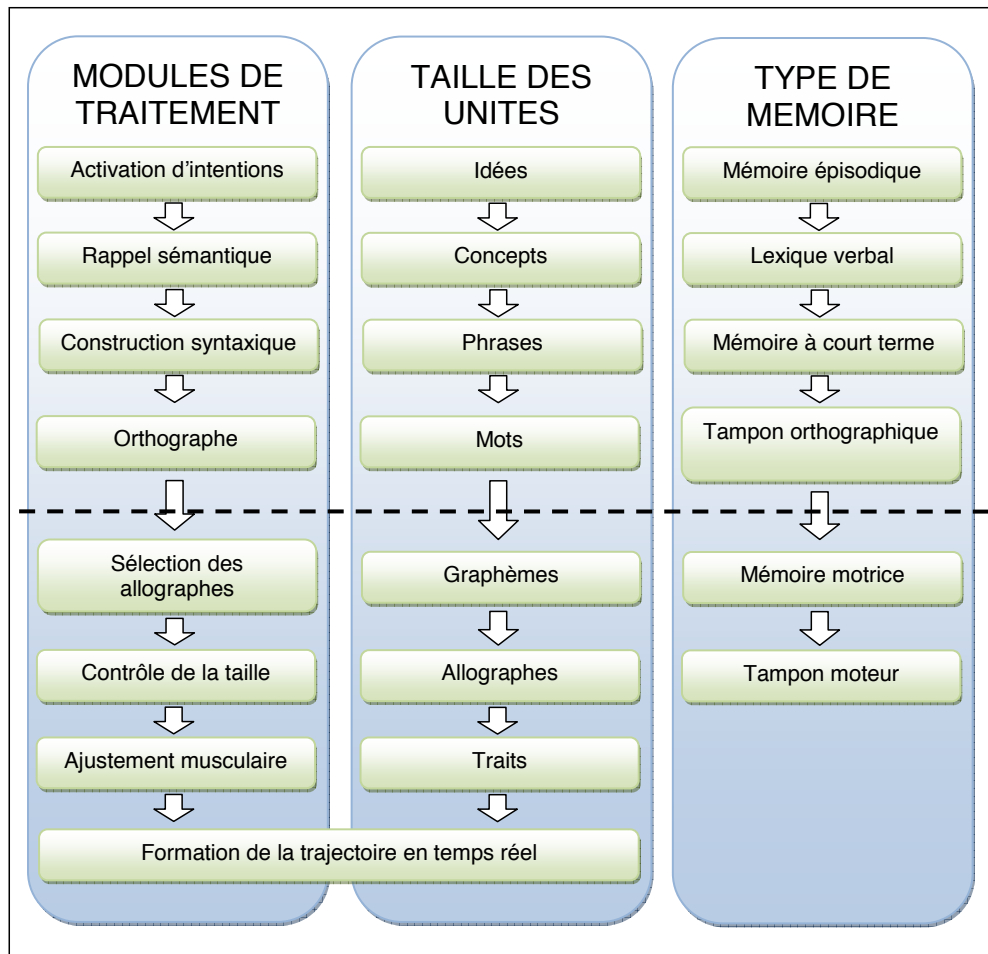 MODULES DE
TRAITEMENT
Activation d’intentions
Rappel sémantique
Construction syntaxique
Orthographe
Sélection des
allographes
Contrôle de la taille
Ajustement musculaire
TAILLE DES
UNITES
Idées
Concepts
Phrases
Mots
Graphèmes
Allographes
Traits
Formation de la trajectoire en temps réel
TYPE DE
MEMOIRE
Mémoire épisodique
Lexique verbal
Mémoire à court terme
Tampon orthographique
Mémoire motrice
Tampon moteur